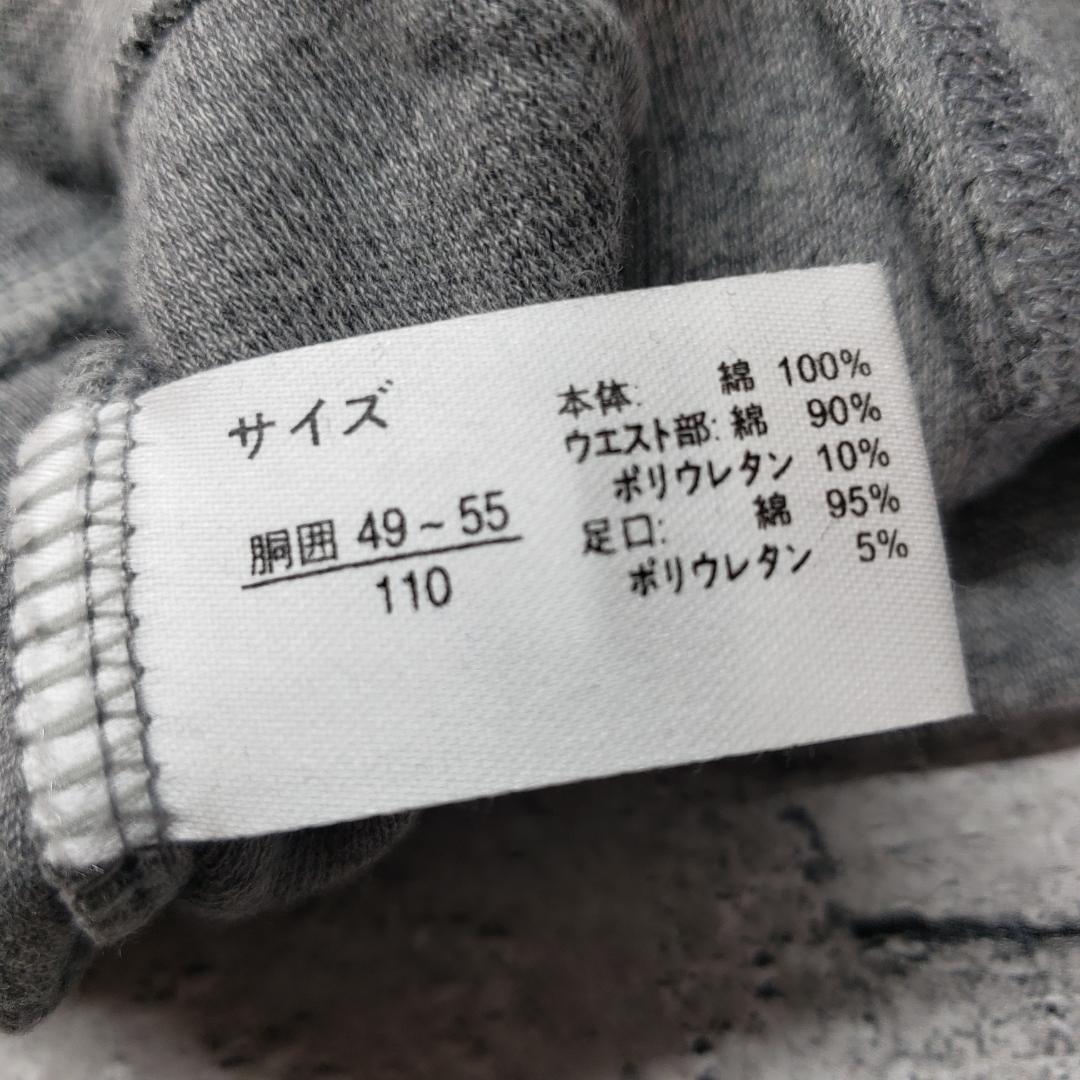 サイズ
胴囲 49~55
110
本体: 綿 100%
ウエスト部: 綿 90%
ポリウレタン 10%
足口: 綿 95%
ポリウレタン 5%